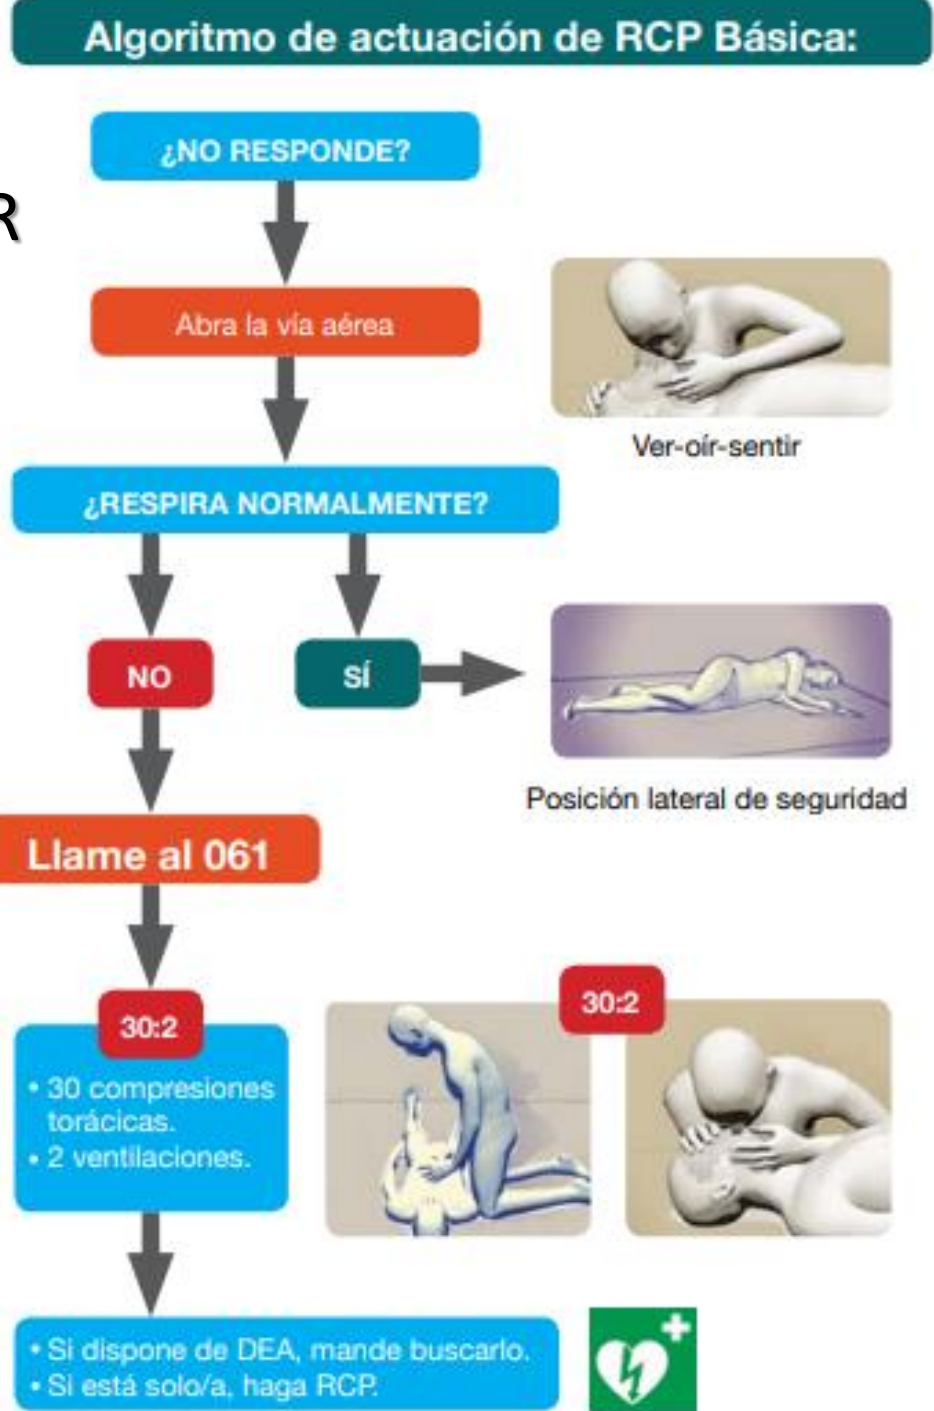 Algoritmo de actuación de RCP Básica:
¿NO RESPONDE?
R
Abra la vía aérea
Ver-oír-sentir
¿RESPIRA NORMALMENTE?
NO
SÍ
Posición lateral de seguridad
Llame al 061
30:2
• 30 compresiones
torácicas.
• 2 ventilaciones.
30:2
• Si dispone de DEA, mande buscarlo.
• Si está solo/a, haga RCP.